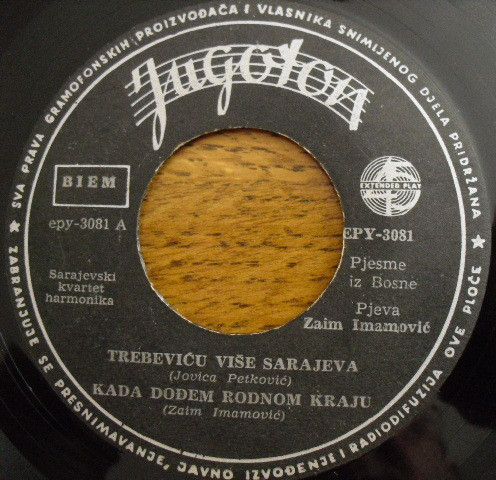 ★ SVA PRAVA GRAMOFONSKIH PROIZVOĐAČA I VLASNIKA SNIMLJENOG DJELA PRIDRŽANA ★
Jugoton
BIEM
epy-3081 A
Sarajevski
kvartet
harmonika
EXTENDED PLAY
EPY-3081
Pjesme
iz Bosne
Pjeva
Zaim Imamović
TREBEVIĆU VIŠE SARAJEVA
(Jovica Petković)
KADA DOĐEM RODNOM KRAJU
(Zaim Imamović)
ZABRANJUJE SE PRESNIMAVANJE, JAVNO IZVOĐENJE I RADIODIFUZIJA OVE PLOČE